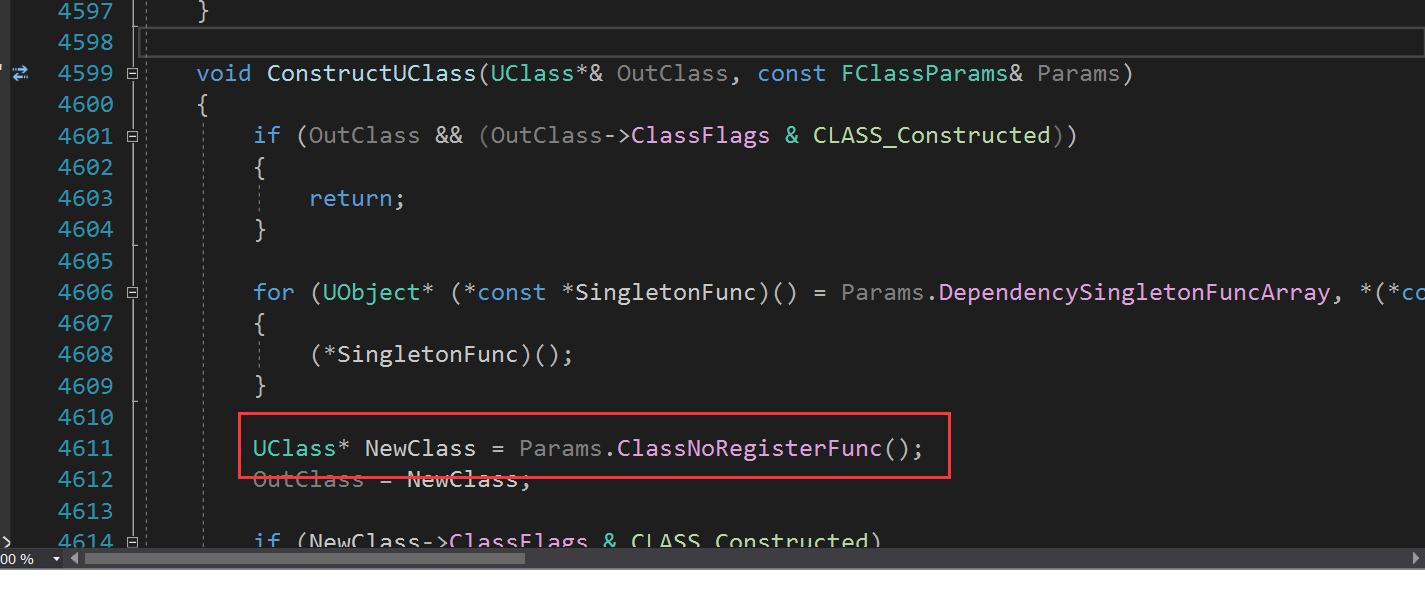 4597 }
4598
4599 void ConstructUClass(UClass*& OutClass, const FClassParams& Params)
4600 {
4601 if (OutClass && (OutClass->ClassFlags & CLASS_Constructed))
4602 {
4603 return;
4604 }
4605
4606 for (UObject* (*const *SingletonFunc)() = Params.DependencySingletonFuncArray, *(*co
4607 {
4608 (*SingletonFunc)();
4609 }
4610
4611 UClass* NewClass = Params.ClassNoRegisterFunc();
4612 OutClass = NewClass;
4613
4614 if (NewClass->ClassFlags & CLASS_Constructed)
00 %